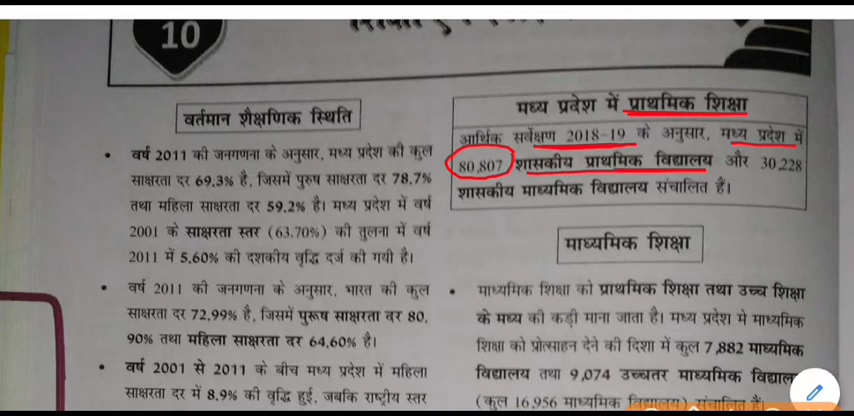 10
वर्तमान शैक्षणिक स्थिति
• वर्ष 2011 की जनगणना के अनुसार, मध्य प्रदेश की कुल
साक्षरता दर 69.3% है, जिसमें पुरुष साक्षरता दर 78.7%
तथा महिला साक्षरता दर 59.2% है। मध्य प्रदेश में वर्ष
2001 के साक्षरता स्तर (63.70%) की तुलना में वर्ष
2011 में 5.60% की दशकीय वृद्धि दर्ज की गयी है।
• वर्ष 2011 की जनगणना के अनुसार, भारत की कुल
साक्षरता दर 72.99% है, जिसमें पुरूष साक्षरता दर 80.
90% तथा महिला साक्षरता दर 64.60% है।
• वर्ष 2001 से 2011 के बीच मध्य प्रदेश में महिला
साक्षरता दर में 8.9% की वृद्धि हुई, जबकि राष्ट्रीय स्तर
मध्य प्रदेश में प्राथमिक शिक्षा
आर्थिक सर्वेक्षण 2018-19 के अनुसार, मध्य प्रदेश में
80,807 शासकीय प्राथमिक विद्यालय और 30,228
शासकीय माध्यमिक विद्यालय संचालित हैं।
माध्यमिक शिक्षा
• माध्यमिक शिक्षा को प्राथमिक शिक्षा तथा उच्च शिक्षा
के मध्य की कड़ी माना जाता है। मध्य प्रदेश मे माध्यमिक
शिक्षा को प्रोत्साहन देने की दिशा में कुल 7,882 माध्यमिक
विद्यालय तथा 9,074 उच्चतर माध्यमिक
(कुल 16,956 माध्यमिक विद्यालय) संचालित हैं।